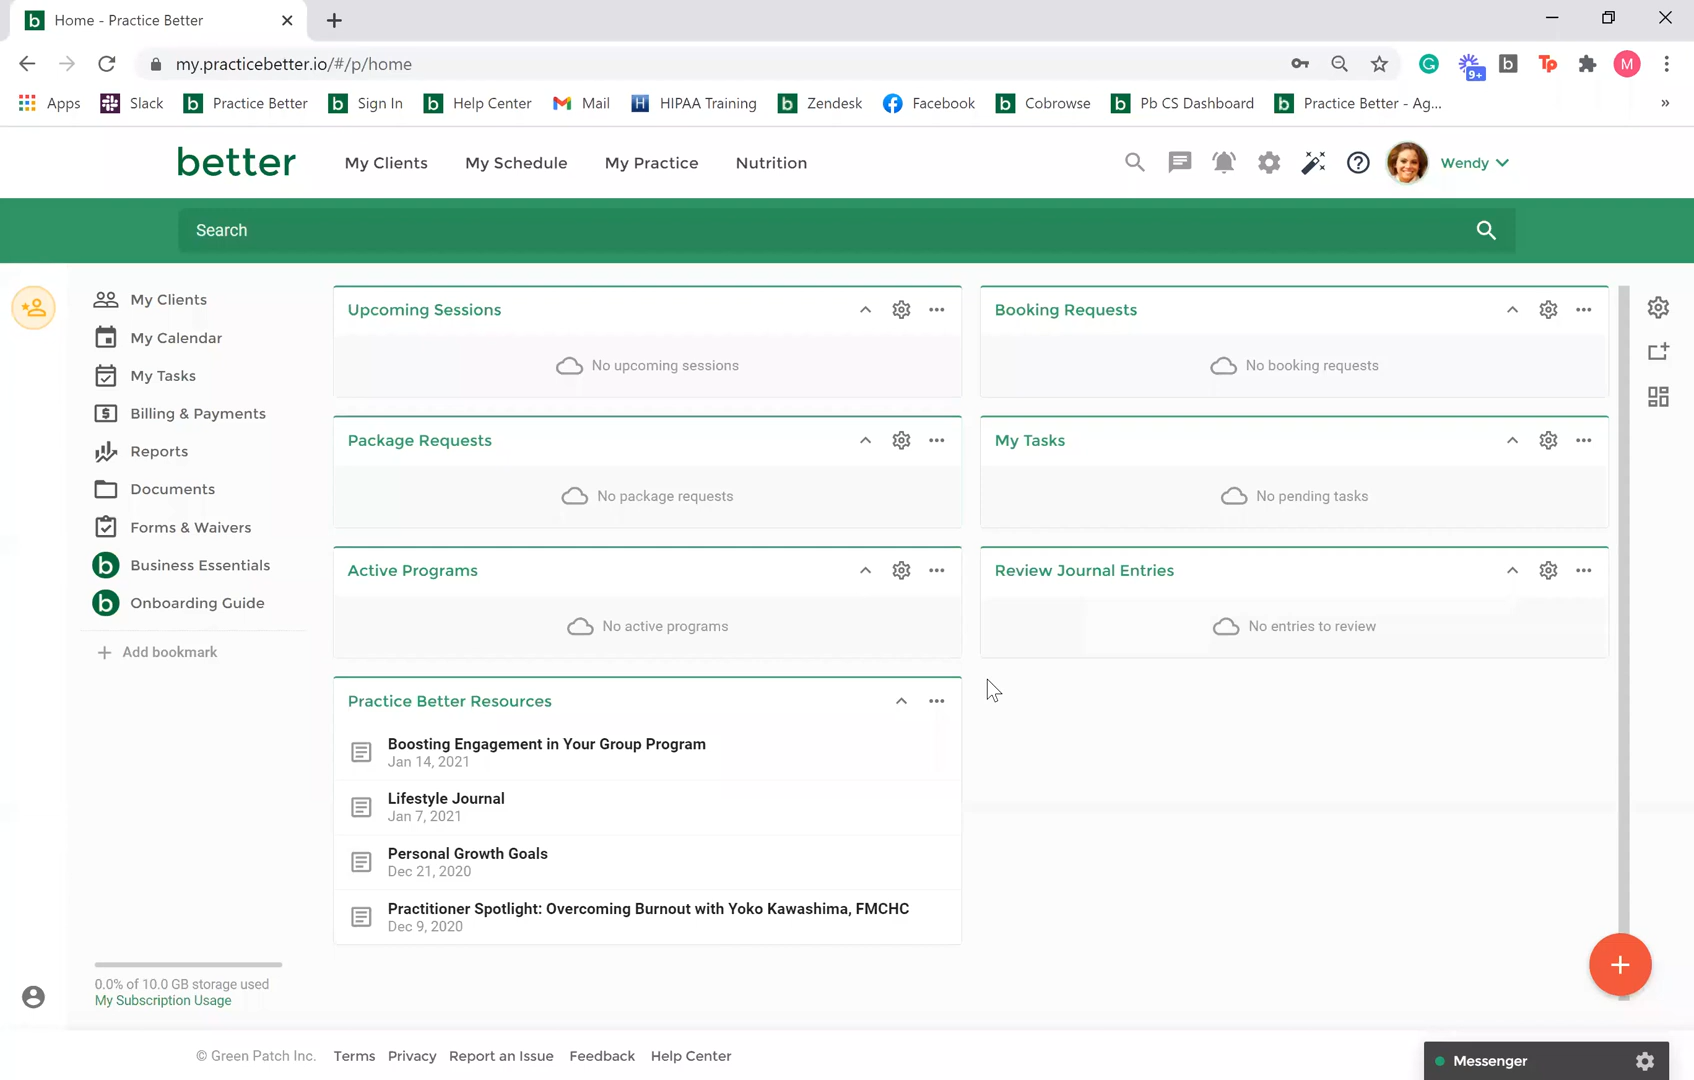 b Home - Practice Better
my.practicebetter.io/#/p/home
G 9+ b Tp M
Apps Slack b Practice Better b Sign In b Help Center Mail H HIPAA Training b Zendesk Facebook b Cobrowse b Pb CS Dashboard b Practice Better - Ag... »
better My Clients My Schedule My Practice Nutrition Wendy
Search
My Clients
My Calendar
My Tasks
Billing & Payments
Reports
Documents
Forms & Waivers
b Business Essentials
b Onboarding Guide
+ Add bookmark
0.0% of 10.0 GB storage used
My Subscription Usage
Upcoming Sessions
No upcoming sessions
Booking Requests
No booking requests
Package Requests
No package requests
My Tasks
No pending tasks
Active Programs
No active programs
Review Journal Entries
No entries to review
Practice Better Resources
Boosting Engagement in Your Group Program
Jan 14, 2021
Lifestyle Journal
Jan 7, 2021
Personal Growth Goals
Dec 21, 2020
Practitioner Spotlight: Overcoming Burnout with Yoko Kawashima, FMCHC
Dec 9, 2020
© Green Patch Inc. Terms Privacy Report an Issue Feedback Help Center
Messenger